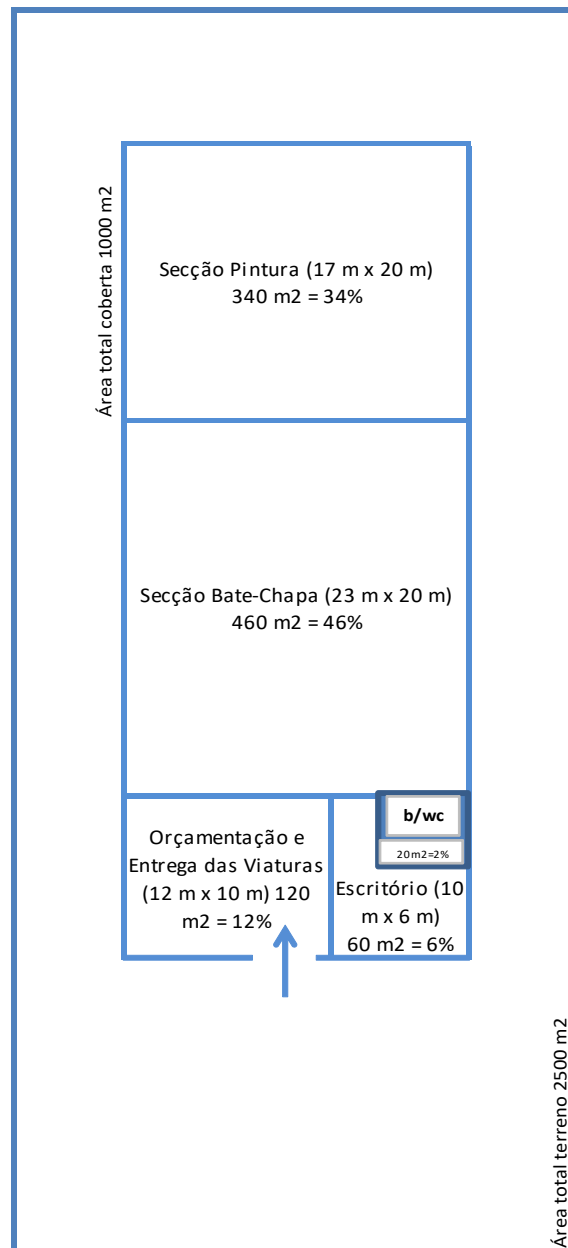 Área total coberta 1000 m2
Secção Pintura (17 m x 20 m)
340 m2 = 34%
Secção Bate-Chapa (23 m x 20 m)
460 m2 = 46%
Orçamentação e
Entrega das Viaturas
(12 m x 10 m) 120
m2 = 12%
b/wc
20m2=2%
Escritório (10
m x 6 m)
60 m2 = 6%
Área total terreno 2500 m2